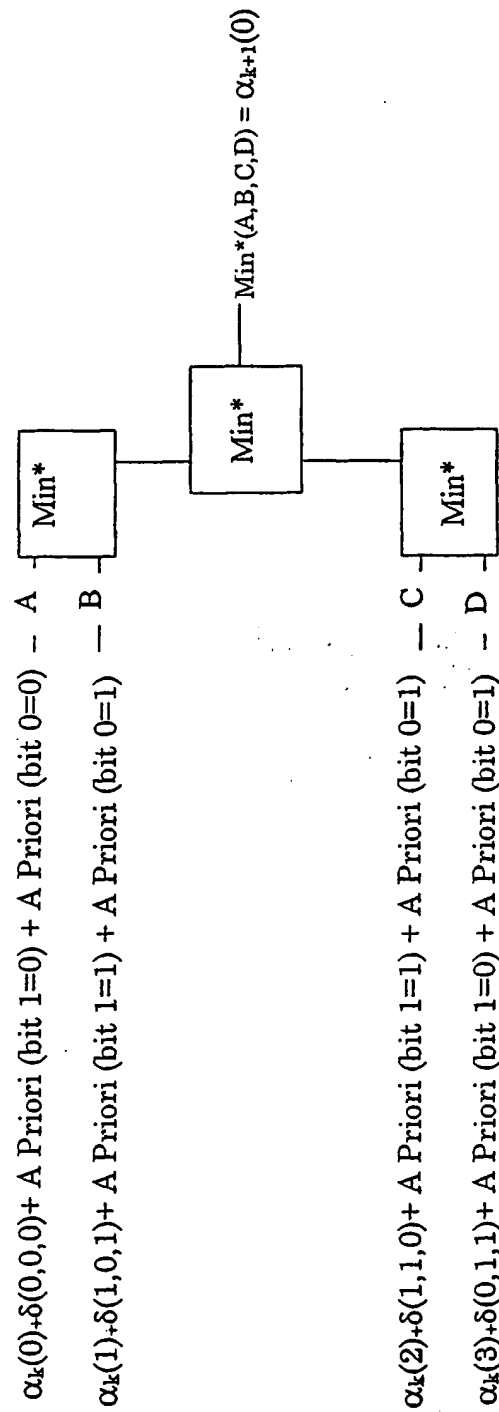 αk(0)+δ(0,0,0)+ A Priori (bit 1=0) + A Priori (bit 0=0) – A
αk(1)+δ(1,0,1)+ A Priori (bit 1=1) + A Priori (bit 0=1) — B
Min*
Min*
Min*(A,B,C,D) = αk+1(0)
αk(2)+δ(1,1,0)+ A Priori (bit 1=1) + A Priori (bit 0=1) — C
αk(3)+δ(0,1,1)+ A Priori (bit 1=0) + A Priori (bit 0=1) - D
Min*